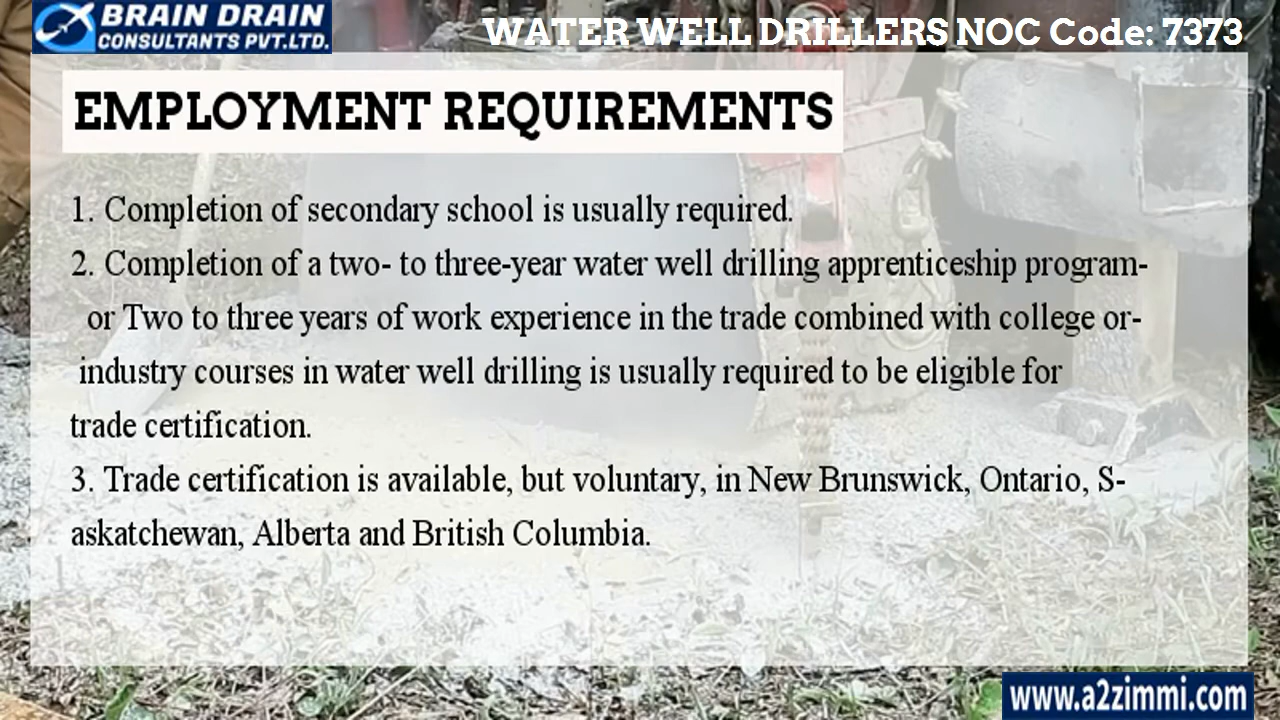 BRAIN DRAIN
CONSULTANTS PVT.LTD.
WATER WELL DRILLERS NOC Code: 7373
EMPLOYMENT REQUIREMENTS
1. Completion of secondary school is usually required.
2. Completion of a two- to three-year water well drilling apprenticeship program-
or Two to three years of work experience in the trade combined with college or-
industry courses in water well drilling is usually required to be eligible for
trade certification.
3. Trade certification is available, but voluntary, in New Brunswick, Ontario, S-
askatchewan, Alberta and British Columbia.
www.a2zimmi.com